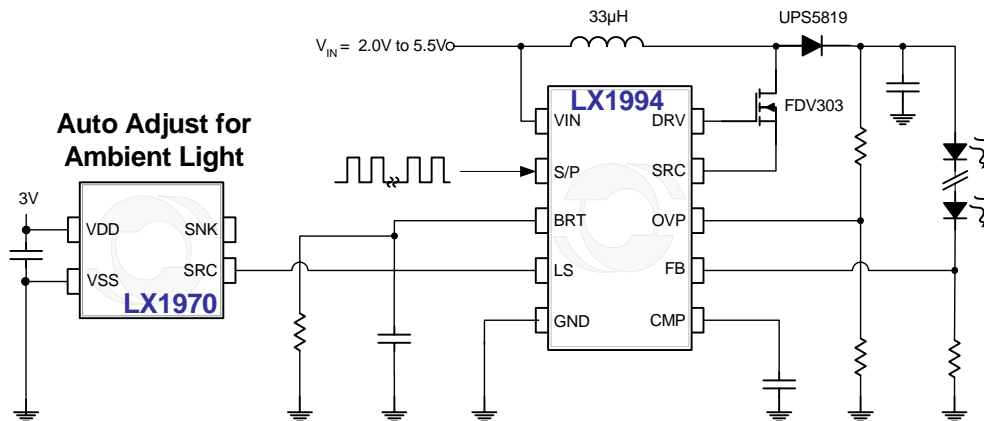 33µH
UPS5819
VIN = 2.0V to 5.5V
LX1994
FDV303
VIN
DRV
Auto Adjust for
Ambient Light
S/P
SRC
3V
VDD
SNK
BRT
OVP
VSS
SRC
LS
FB
LX1970
GND
CMP